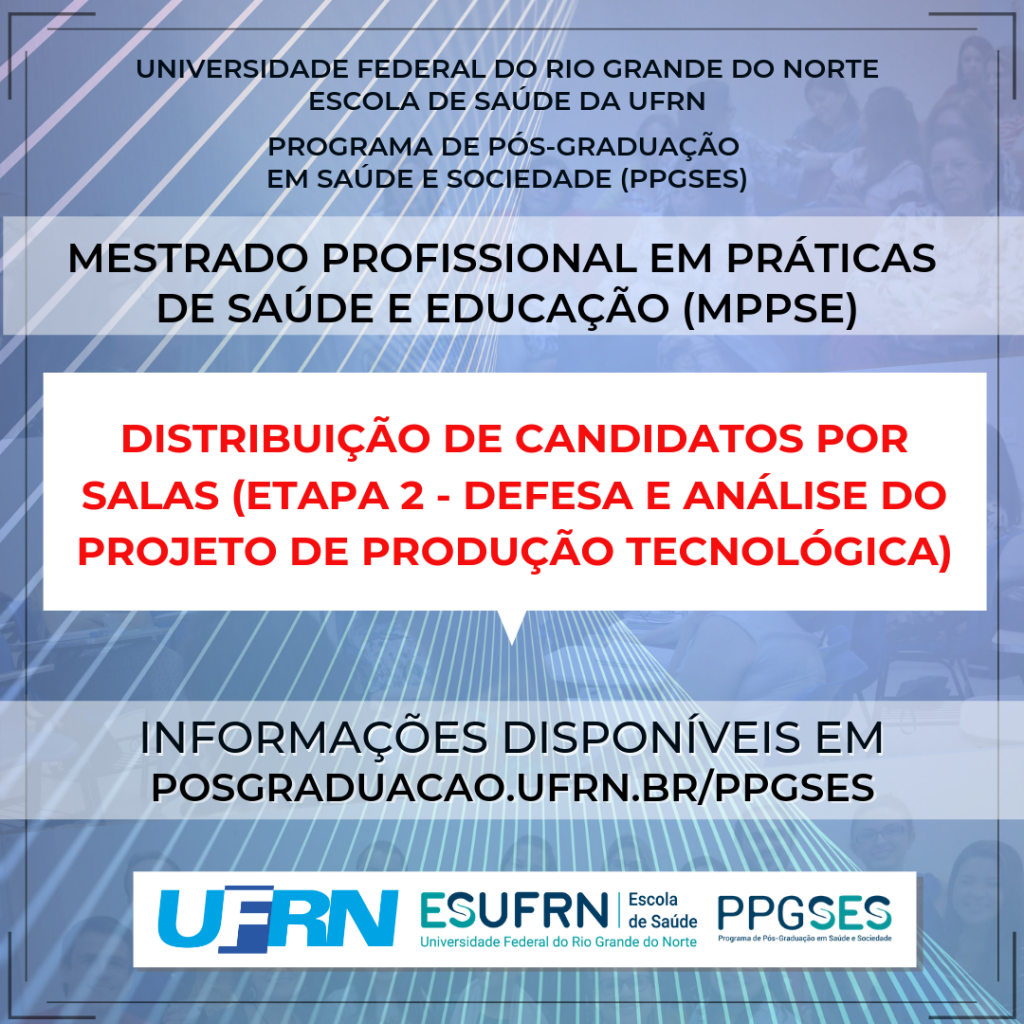 UNIVERSIDADE FEDERAL DO RIO GRANDE DO NORTE
ESCOLA DE SAÚDE DA UFRN
PROGRAMA DE PÓS-GRADUAÇÃO
EM SAÚDE E SOCIEDADE (PPGSES)
MESTRADO PROFISSIONAL EM PRÁTICAS
DE SAÚDE E EDUCAÇÃO (MPPSE)
DISTRIBUIÇÃO DE CANDIDATOS POR
SALAS (ETAPA 2 - DEFESA E ANÁLISE DO
PROJETO DE PRODUÇÃO TECNOLÓGICA)
INFORMAÇÕES DISPONÍVEIS EM
POSGRADUACAO.UFRN.BR/PPGSES
UFRN
ESUFRN
Escola
de Saúde
Universidade Federal do Rio Grande do Norte
PPGSES
Programa de Pós-Graduação em Saúde e Sociedade